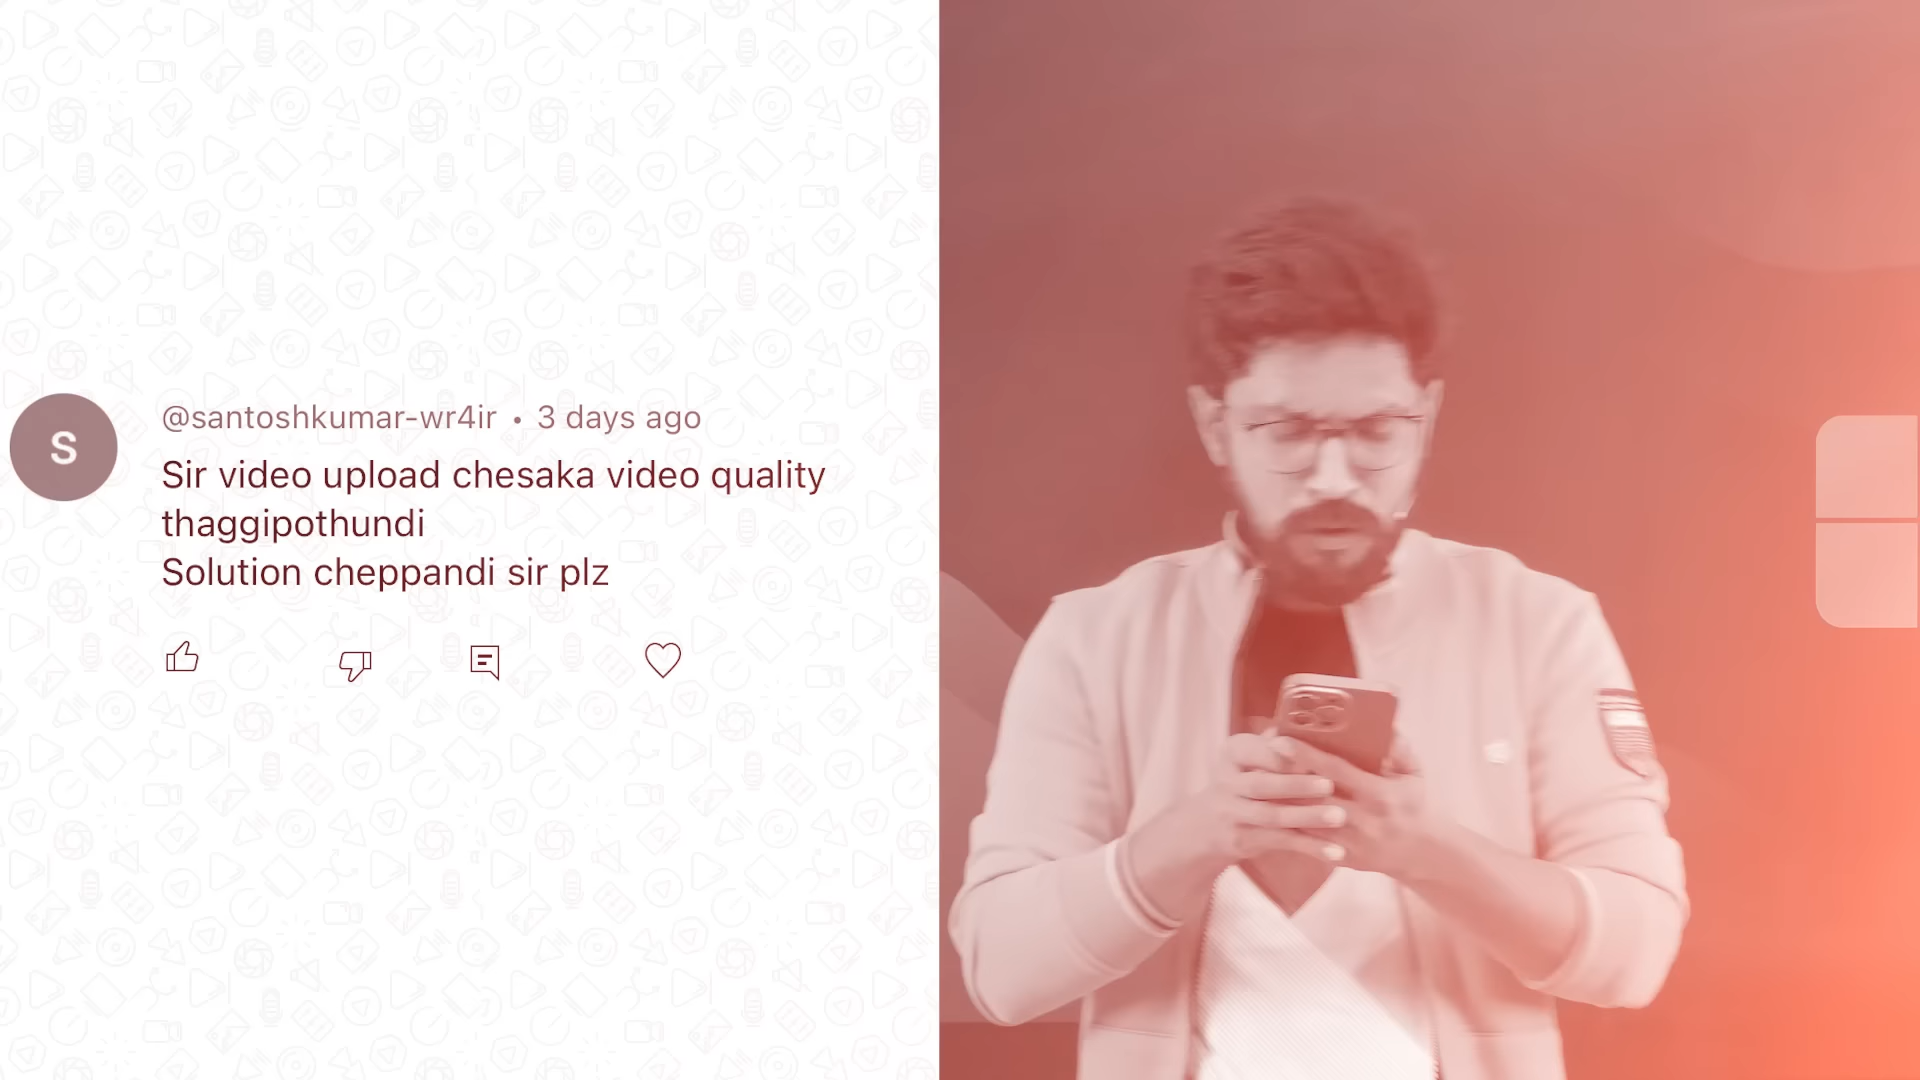 S
@santoshkumar-wr4ir • 3 days ago
Sir video upload chesaka video quality
thaggipothundi
Solution cheppandi sir plz